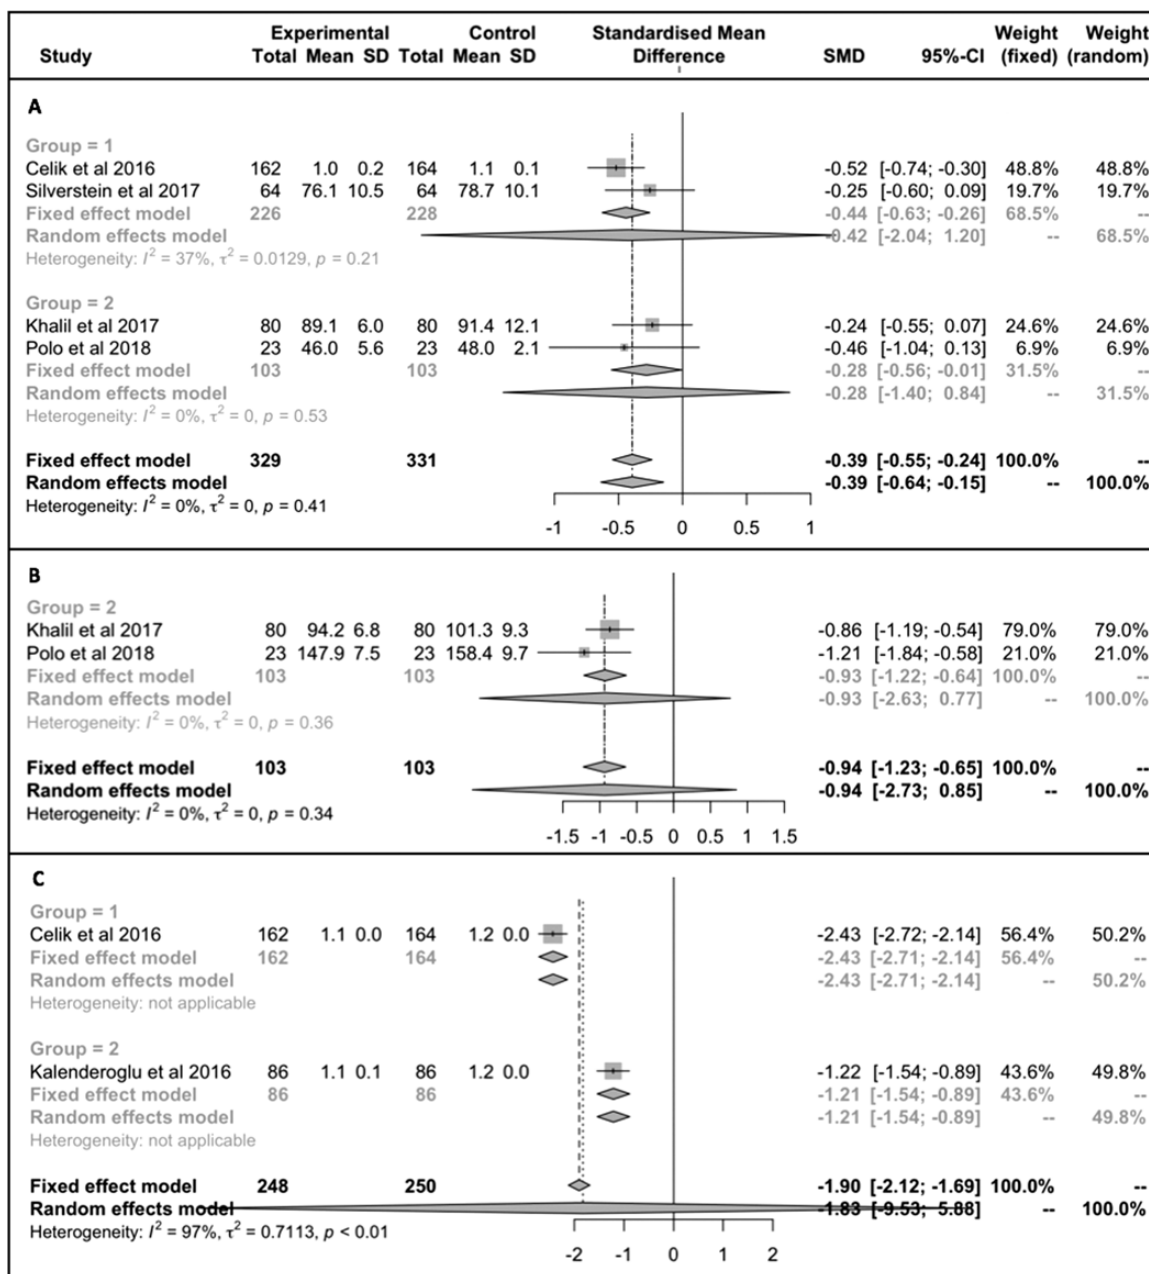 Experimental Control Standardised Mean Weight Weight
Study Total Mean SD Total Mean SD Difference SMD 95%-CI (fixed) (random)
A
Group = 1
Celik et al 2016 162 1.0 0.2 164 1.1 0.1 -0.52 [-0.74; -0.30] 48.8% 48.8%
Silverstein et al 2017 64 76.1 10.5 64 78.7 10.1 -0.25 [-0.60; 0.09] 19.7% 19.7%
Fixed effect model 226 228 -0.44 [-0.63; -0.26] 68.5% --
Random effects model -0.42 [-2.04; 1.20] -- 68.5%
Heterogeneity: I² = 37%, τ² = 0.0129, p = 0.21
Group = 2
Khalil et al 2017 80 89.1 6.0 80 91.4 12.1 -0.24 [-0.55; 0.07] 24.6% 24.6%
Polo et al 2018 23 46.0 5.6 23 48.0 2.1 -0.46 [-1.04; 0.13] 6.9% 6.9%
Fixed effect model 103 103 -0.28 [-0.56; -0.01] 31.5% --
Random effects model -0.28 [-1.40; 0.84] -- 31.5%
Heterogeneity: I² = 0%, τ² = 0, p = 0.53
Fixed effect model 329 331 -0.39 [-0.55; -0.24] 100.0% --
Random effects model -0.39 [-0.64; -0.15] -- 100.0%
Heterogeneity: I² = 0%, τ² = 0, p = 0.41
-1 -0.5 0 0.5 1
B
Group = 2
Khalil et al 2017 80 94.2 6.8 80 101.3 9.3 -0.86 [-1.19; -0.54] 79.0% 79.0%
Polo et al 2018 23 147.9 7.5 23 158.4 9.7 -1.21 [-1.84; -0.58] 21.0% 21.0%
Fixed effect model 103 103 -0.93 [-1.22; -0.64] 100.0% --
Random effects model -0.93 [-2.63; 0.77] -- 100.0%
Heterogeneity: I² = 0%, τ² = 0, p = 0.36
Fixed effect model 103 103 -0.94 [-1.23; -0.65] 100.0% --
Random effects model -0.94 [-2.73; 0.85] -- 100.0%
Heterogeneity: I² = 0%, τ² = 0, p = 0.34
-1.5 -1 -0.5 0 0.5 1 1.5
C
Group = 1
Celik et al 2016 162 1.1 0.0 164 1.2 0.0 -2.43 [-2.72; -2.14] 56.4% 50.2%
Fixed effect model 162 164 -2.43 [-2.71; -2.14] 56.4% --
Random effects model -2.43 [-2.71; -2.14] -- 50.2%
Heterogeneity: not applicable
Group = 2
Kalenderoglu et al 2016 86 1.1 0.1 86 1.2 0.0 -1.22 [-1.54; -0.89] 43.6% 49.8%
Fixed effect model 86 86 -1.21 [-1.54; -0.89] 43.6% --
Random effects model -1.21 [-1.54; -0.89] -- 49.8%
Heterogeneity: not applicable
Fixed effect model 248 250 -1.90 [-2.12; -1.69] 100.0% --
Random effects model -1.83 [-9.53; 5.88] -- 100.0%
Heterogeneity: I² = 97%, τ² = 0.7113, p < 0.01
-2 -1 0 1 2